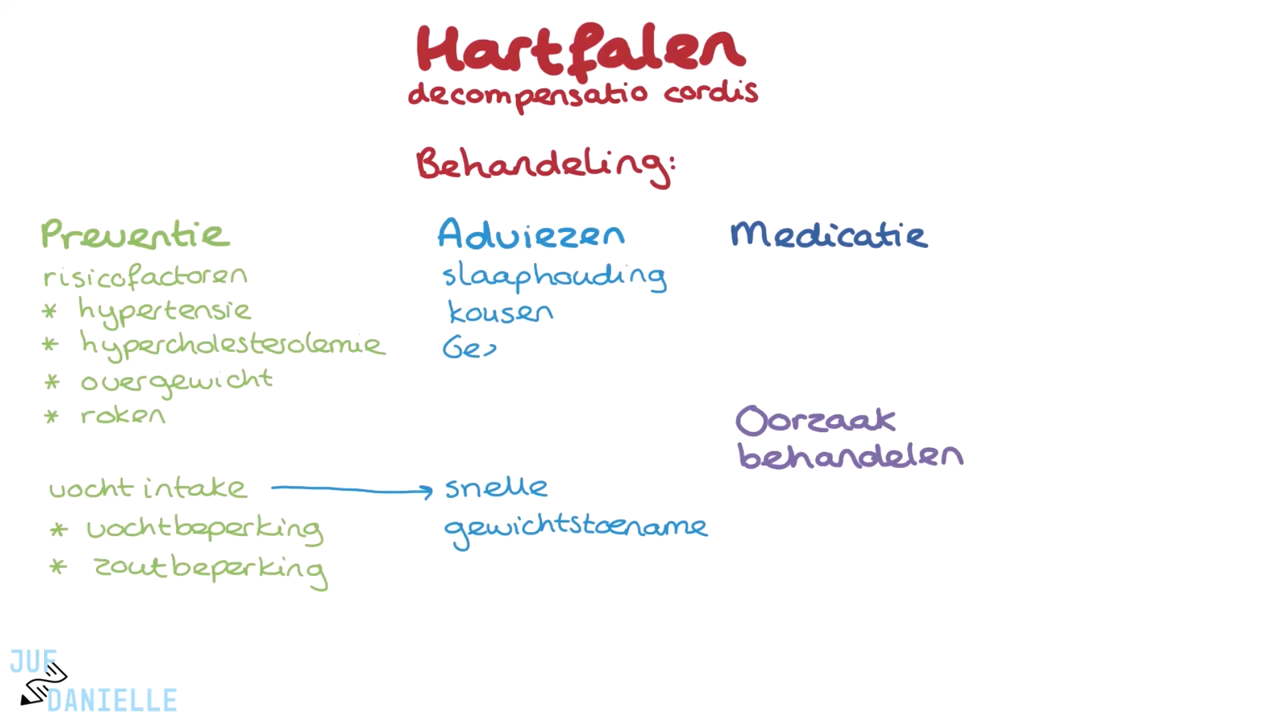 Hartfalen
decompensatio cordis
Behandeling:
Preventie
risicofactoren
* hypertensie
* hypercholesterolemie
* overgewicht
* roken
vocht intake
* vochtbeperking
* zoutbeperking
Adviezen
slaaphouding
kousen
snelle
gewichtstoename
Medicatie
Oorzaak
behandelen
JUF
DANIELLE